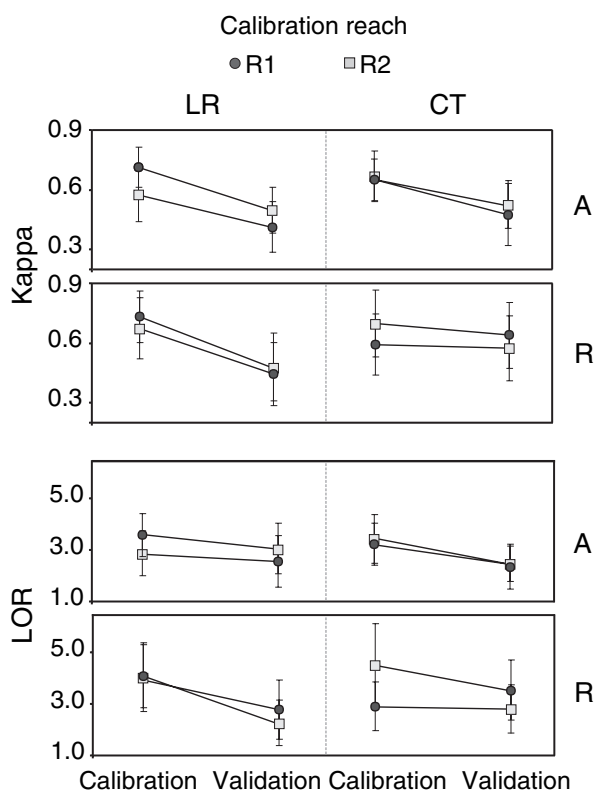 Calibration reach
R1 R2
LR CT
Kappa
0.9
0.6
0.3
A
0.9
0.6
0.3
R
LOR
5.0
3.0
1.0
A
5.0
3.0
1.0
R
Calibration Validation Calibration Validation